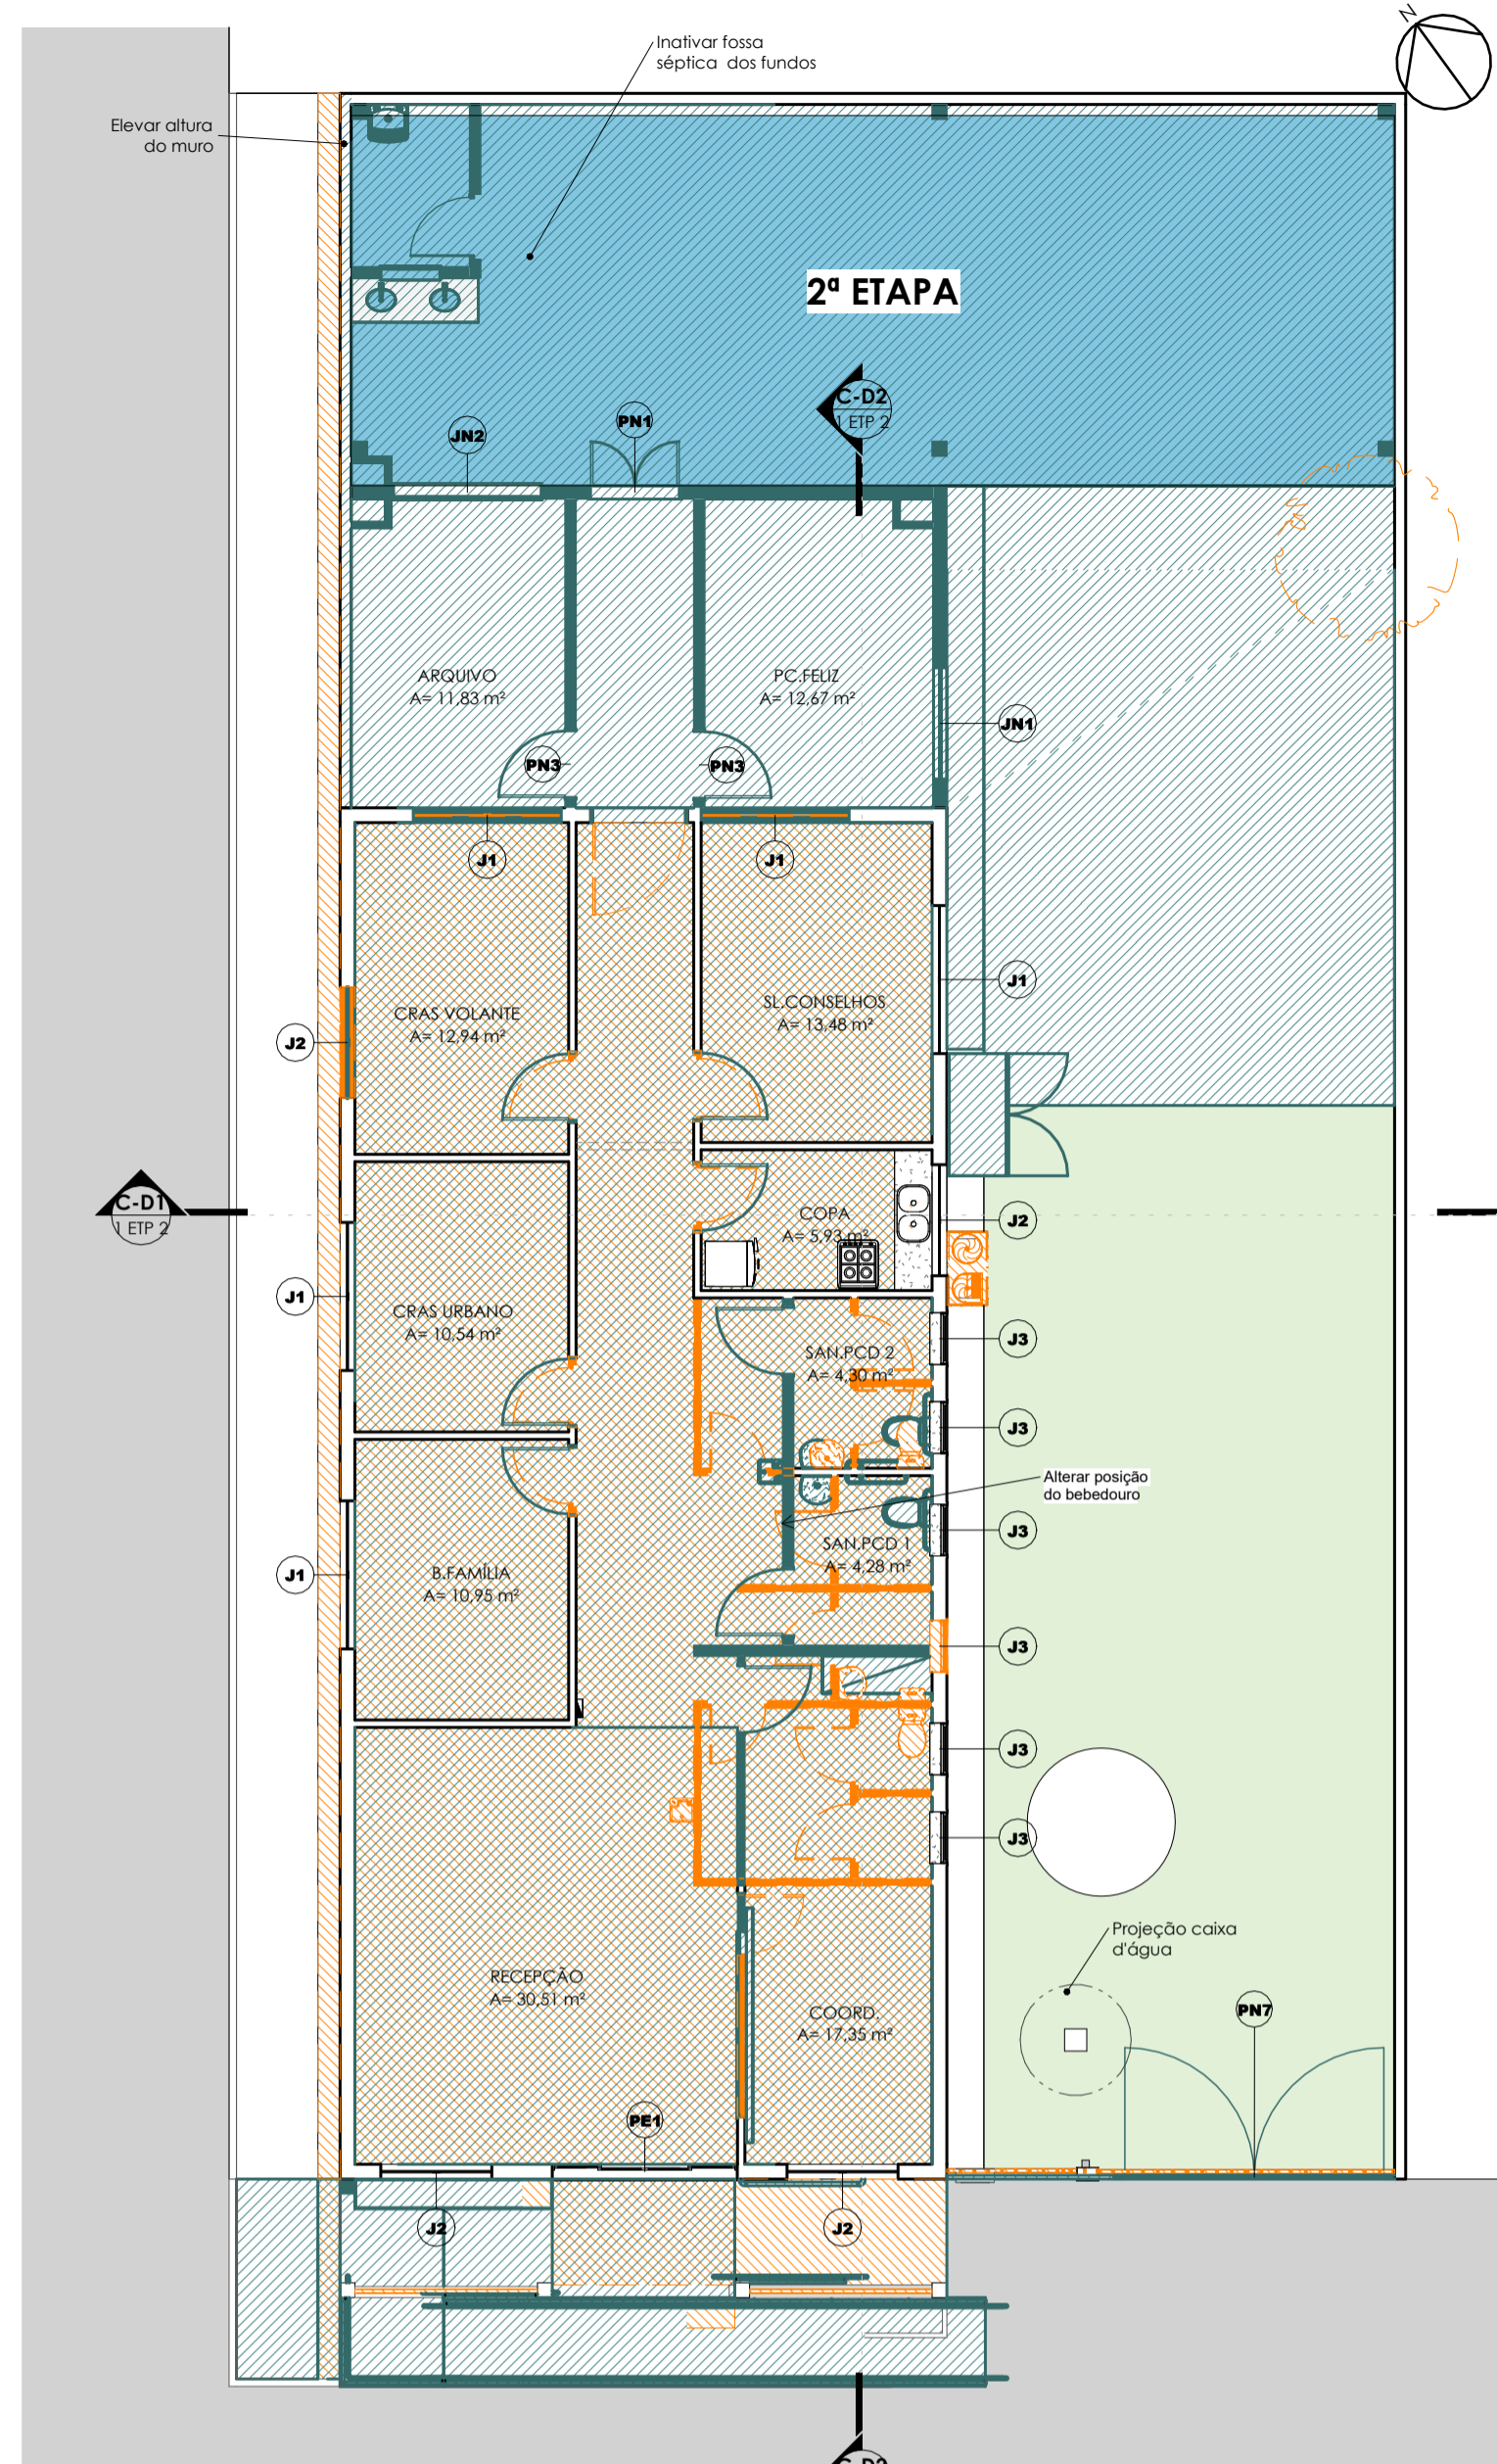 N
Inativar fossa
séptica dos fundos
Elevar altura
do muro
2ª ETAPA
C-D2
1 ETP 2
PN1
JN2
ARQUIVO
A= 11,83 m²
PC.FELIZ
A= 12,67 m²
JN1
PN3
PN3
J1
J1
J1
CRAS VOLANTE
A= 12,94 m²
SL.CONSELHOS
A= 13,48 m²
J2
C-D1
1 ETP 2
COPA
A= 5,93 m²
J2
J1
CRAS URBANO
A= 10,54 m²
J3
SAN.PCD 2
A= 4,30 m²
J3
Alterar posição
do bebedouro
J3
SAN.PCD 1
A= 4,28 m²
J1
B.FAMÍLIA
A= 10,95 m²
J3
J3
J3
Projeção caixa
d'água
RECEPÇÃO
A= 30,51 m²
COORD.
A= 17,35 m²
PN7
PE1
J2
J2
C-D2